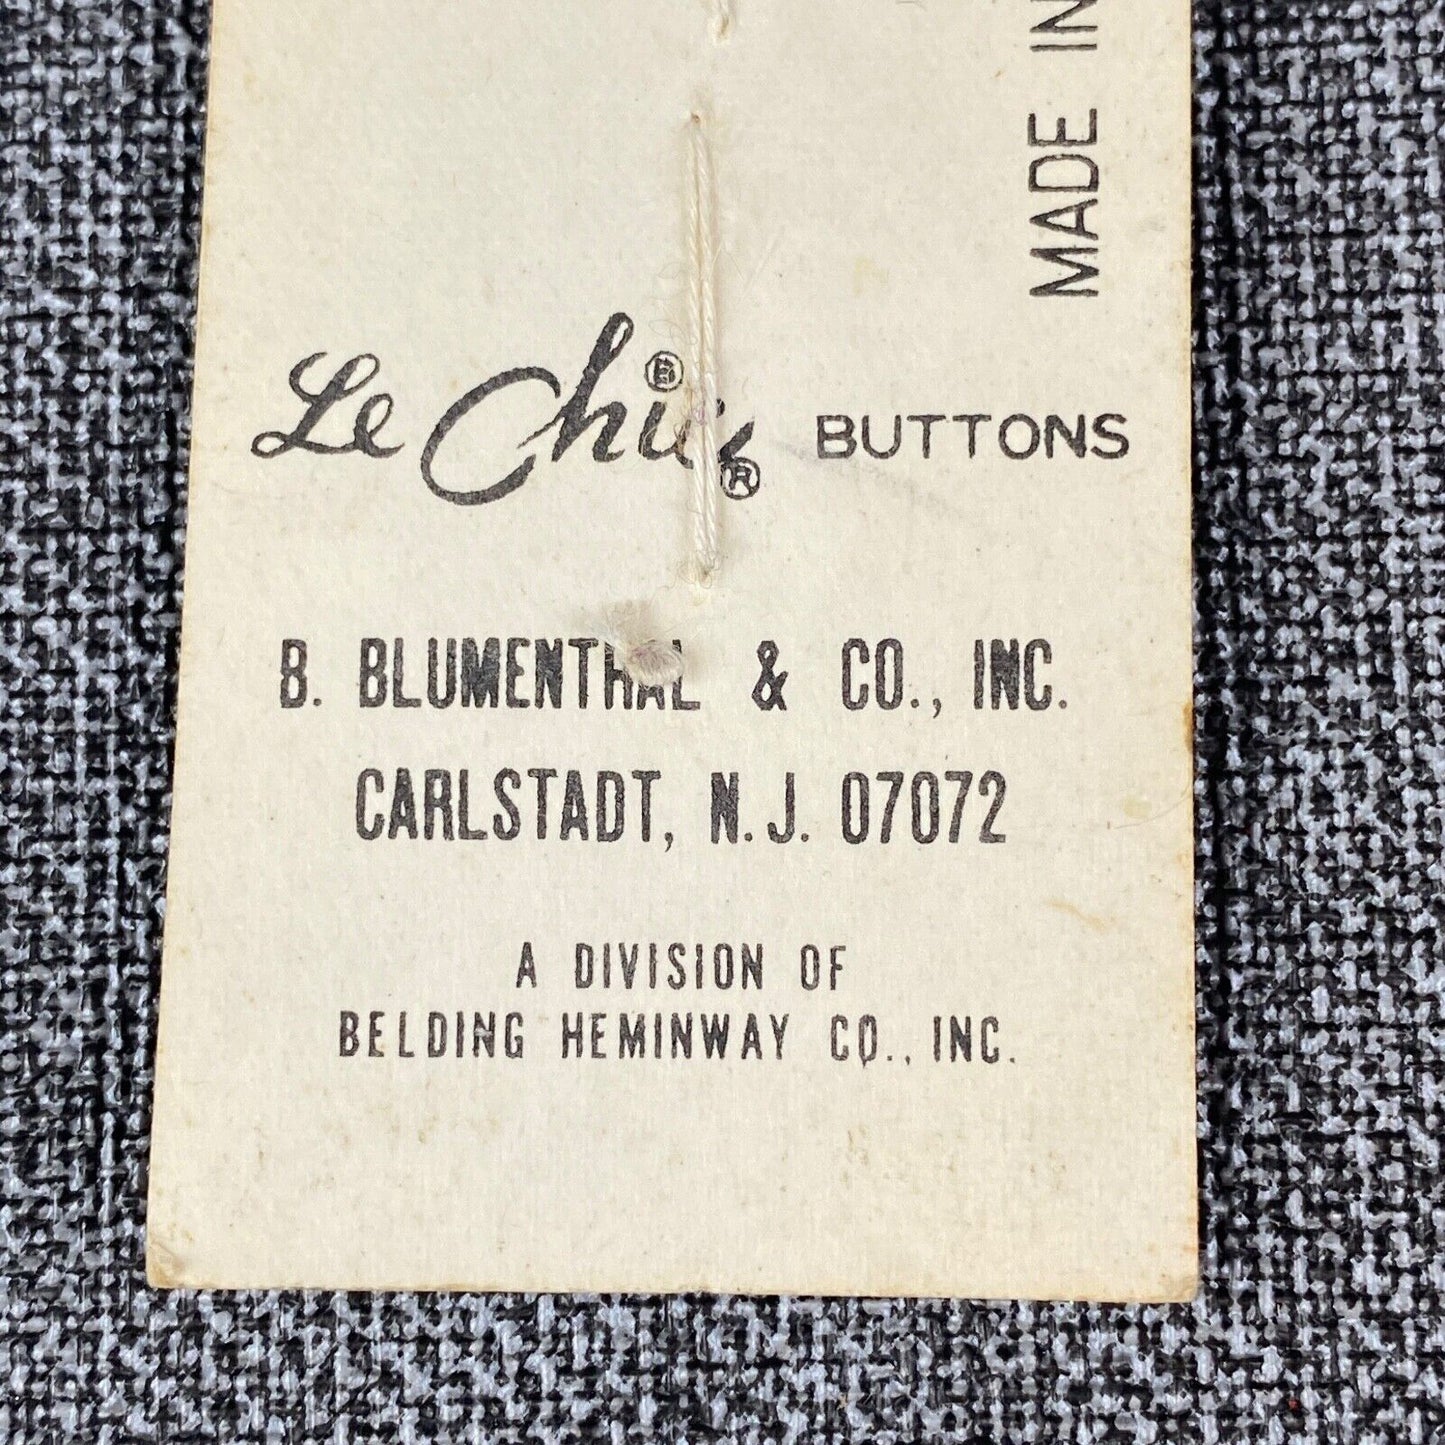 MADE IN
Le Chic® BUTTONS
B. BLUMENTHAL & CO., INC.
CARLSTADT, N.J. 07072
A DIVISION OF
BELDING HEMINWAY CO., INC.